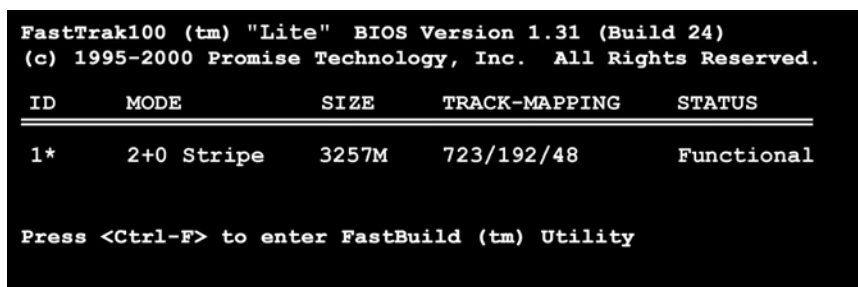 FastTrak100 (tm) "Lite" BIOS Version 1.31 (Build 24)
(c) 1995-2000 Promise Technology, Inc. All Rights Reserved.
ID MODE SIZE TRACK-MAPPING STATUS
1* 2+0 Stripe 3257M 723/192/48 Functional
Press <Ctrl-F> to enter FastBuild (tm) Utility